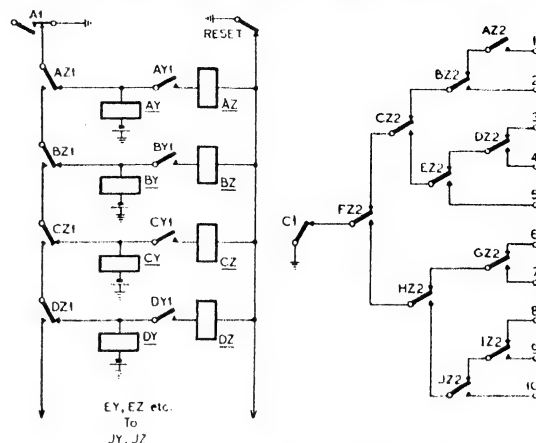 A1
RESET
AZ1
AY1
AY
AZ
BZ1
BY1
BY
BZ
CZ1
CY1
CY
CZ
DZ1
DY1
DY
DZ
EY, EZ etc.
To
JY, JZ
C1
FZ2
CZ2
HZ2
BZ2
EZ2
AZ2
DZ2
GZ2
IZ2
JZ2
1
2
3
4
5
6
7
8
9
10